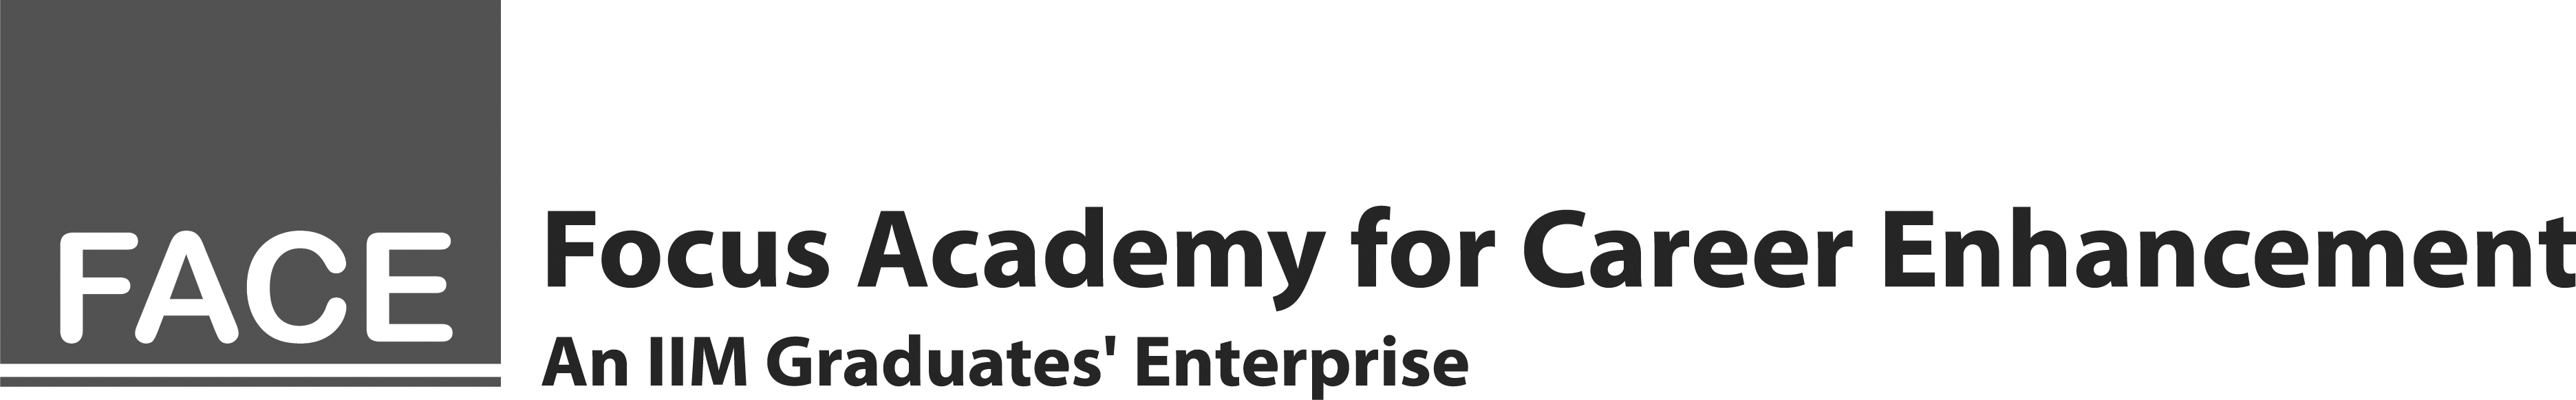 FACE
Focus Academy for Career Enhancement
An IIM Graduates' Enterprise